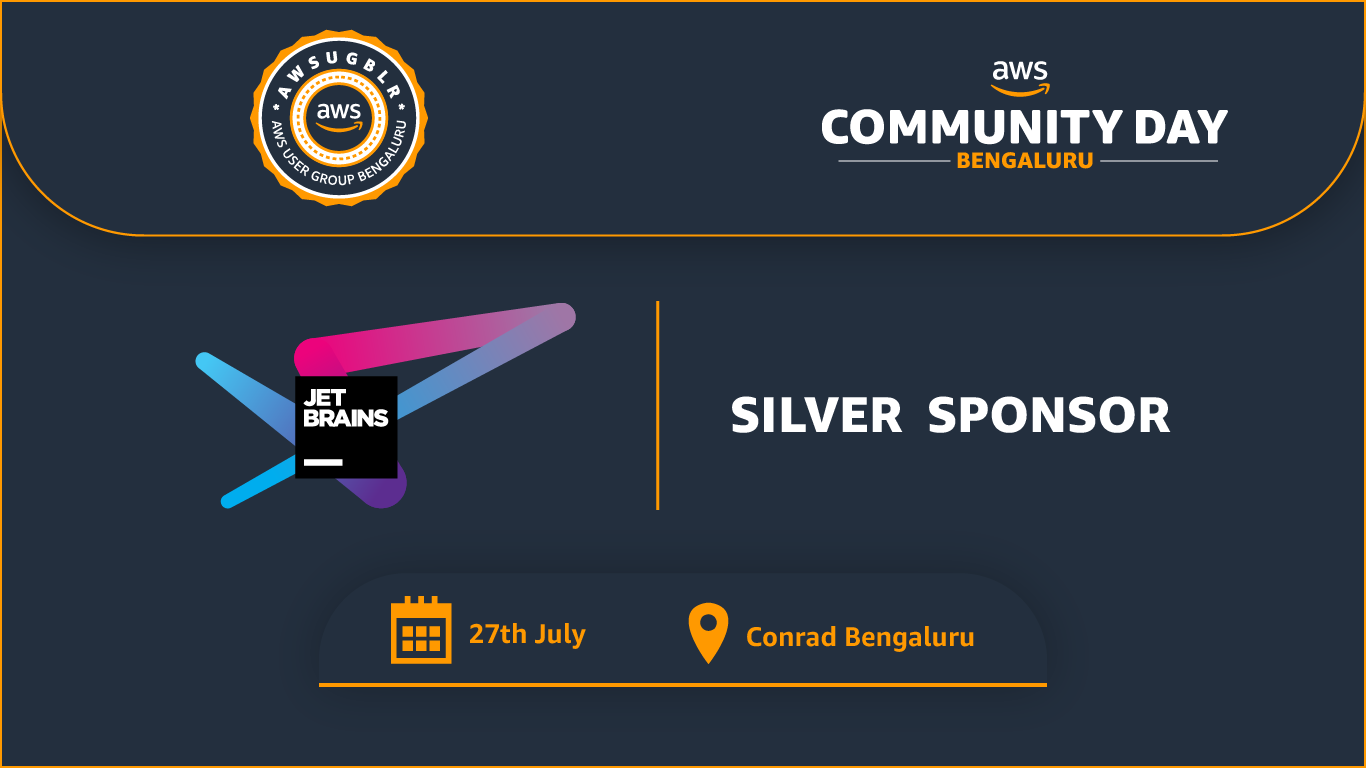 * AWSUGBLR *
aws
AWS USER GROUP BENGALURU
aws
COMMUNITY DAY
BENGALURU
JET
BRAINS
SILVER SPONSOR
27th July
Conrad Bengaluru